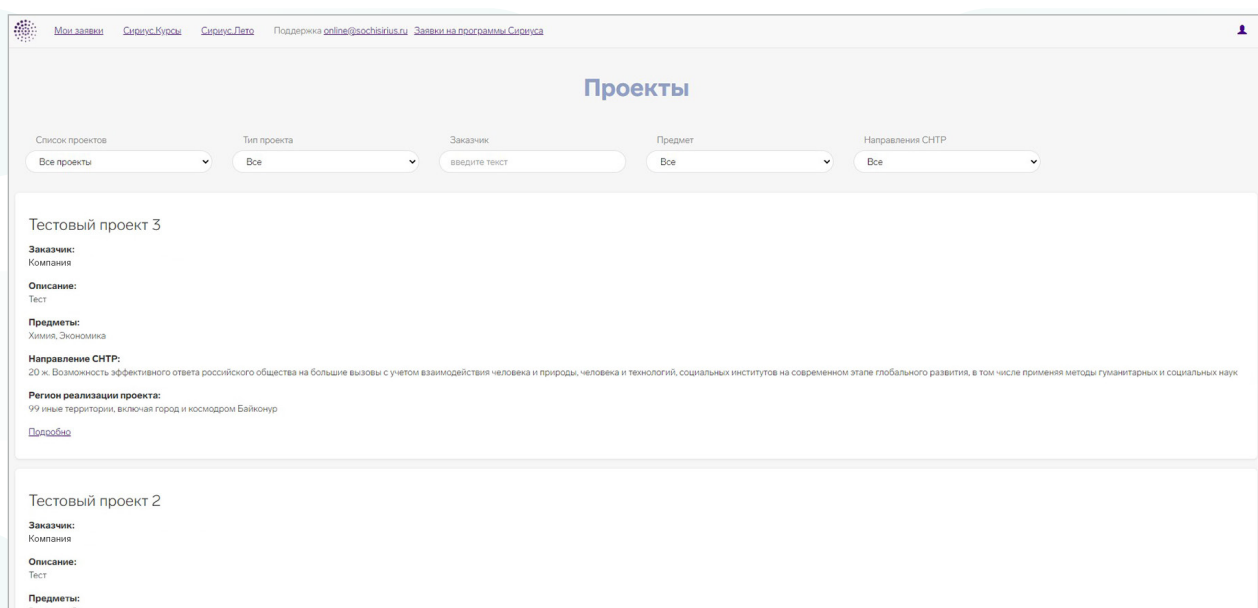 Мои заявки Сириус.Курсы Сириус.Лето Поддержка online@sochisirius.ru Заявки на программы Сириуса
Проекты
Список проектов Тип проекта Заказчик Предмет Направления СНТР
Все проекты Все введите текст Все Все
Тестовый проект 3
Заказчик:
Компания
Описание:
Тест
Предметы:
Химия, Экономика
Направление СНТР:
20 ж. Возможность эффективного ответа российского общества на большие вызовы с учетом взаимодействия человека и природы, человека и технологий, социальных институтов на современном этапе глобального развития, в том числе применяя методы гуманитарных и социальных наук
Регион реализации проекта:
99 иные территории, включая город и космодром Байконур
Подробно
Тестовый проект 2
Заказчик:
Компания
Описание:
Тест
Предметы: